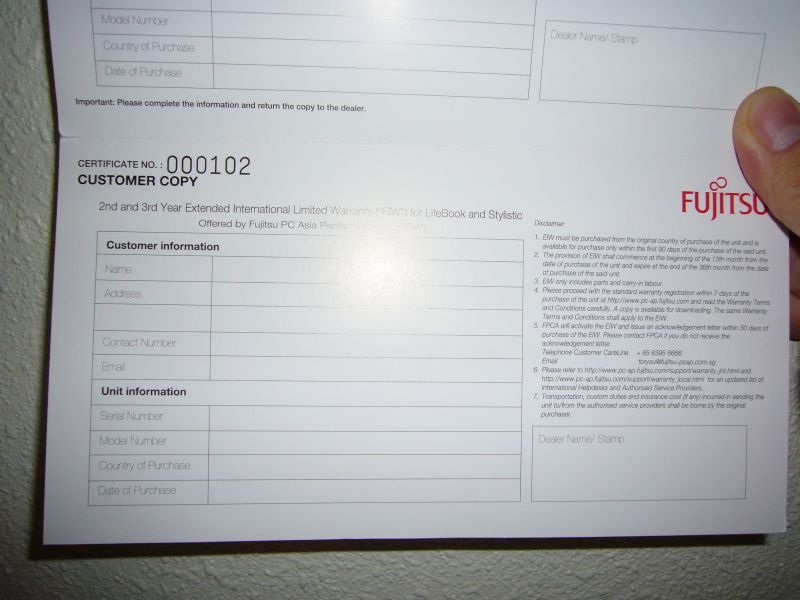 Model Number
Country of Purchase
Date of Purchase
Dealer Name/ Stamp
Important: Please complete the information and return the copy to the dealer.
CERTIFICATE NO. : 000102
CUSTOMER COPY
FUJITSU
2nd and 3rd Year Extended International Limited Warranty ("EIW") for LifeBook and Stylistic
Offered by Fujitsu PC Asia Pacific
Customer information
Name
Address
Contact Number
Email
Unit information
Serial Number
Model Number
Country of Purchase
Date of Purchase
Disclaimer:
1. EIW must be purchased from the original country of purchase of the unit and is
available for purchase only within the first 90 days of the purchase of the said unit.
2. The provision of EIW shall commence at the beginning of the 13th month from the
date of purchase of the unit and expire at the end of the 36th month from the date
of purchase of the said unit.
3. EIW only includes parts and carry-in labour.
4. Please proceed with the standard warranty registration within 7 days of the
purchase of the unit at http://www.pc-ap.fujitsu.com and read the Warranty Terms
and Conditions carefully. A copy is available for downloading. The same Warranty
Terms and Conditions shall apply to the EIW.
5. FPCA will activate the EIW and issue an acknowledgement letter within 30 days of
purchase of the EIW. Please contact FPCA if you do not receive the
acknowledgement letter.
Telephone Customer CareLine + 65 6395 6666
Email foryou@fujitsu-pcap.com.sg
6. Please refer to http://www.pc-ap.fujitsu.com/support/warranty_int.html and
http://www.pc-ap.fujitsu.com/support/warranty_local.html for an updated list of
International Helpdesks and Authorised Service Providers.
7. Transportation, custom duties and insurance cost (if any) incurred in sending the
unit to/from the authorised service providers shall be borne by the original
purchaser.
Dealer Name/ Stamp